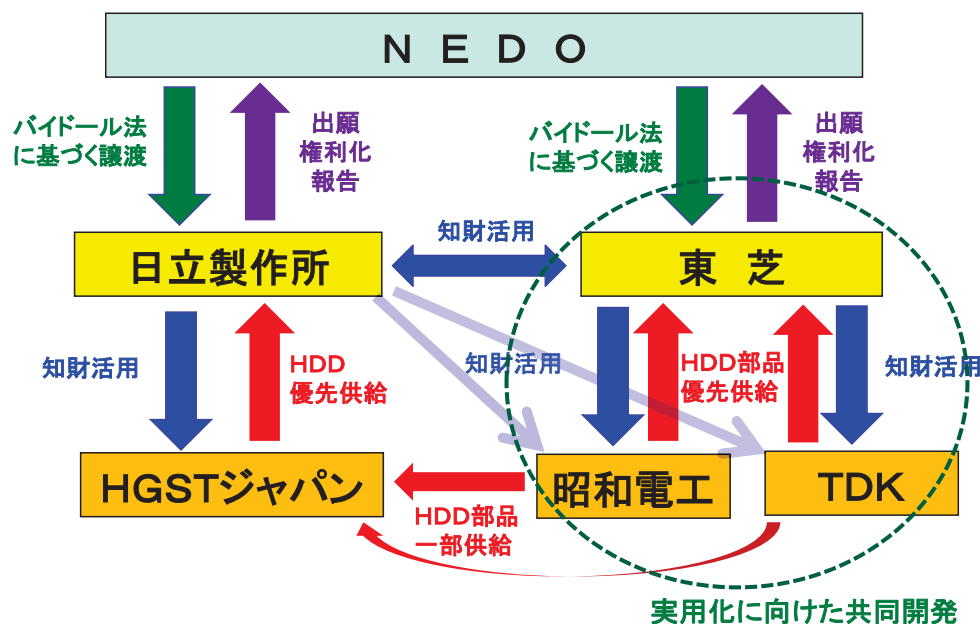 NEDO
バイドール法
に基づく譲渡
出願
権利化
報告
バイドール法
に基づく譲渡
出願
権利化
報告
日立製作所
知財活用
東芝
知財活用
HDD
優先供給
知財活用
HDD部品
優先供給
知財活用
HGSTジャパン
HDD部品
一部供給
昭和電工
TDK
実用化に向けた共同開発